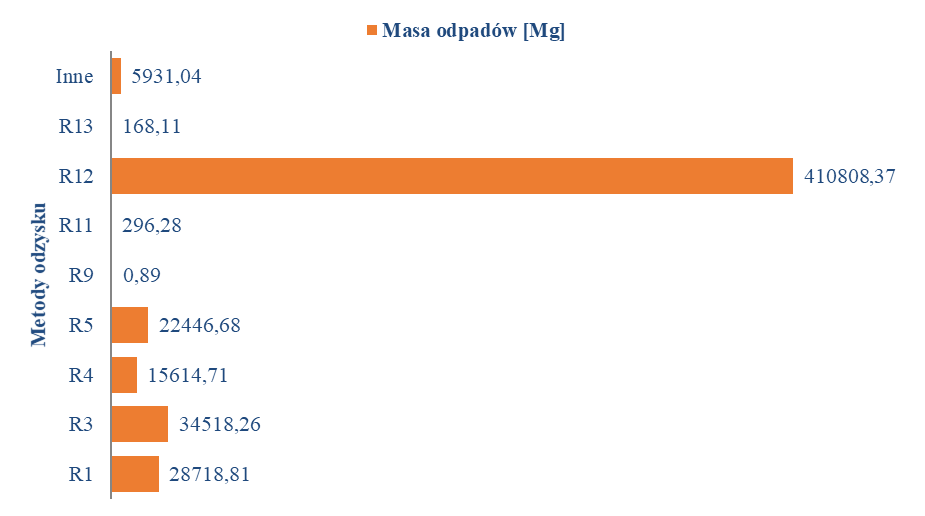 Masa odpadów [Mg]
Metody odzysku
Inne 5931,04
R13 168,11
R12 410808,37
R11 296,28
R9 0,89
R5 22446,68
R4 15614,71
R3 34518,26
R1 28718,81